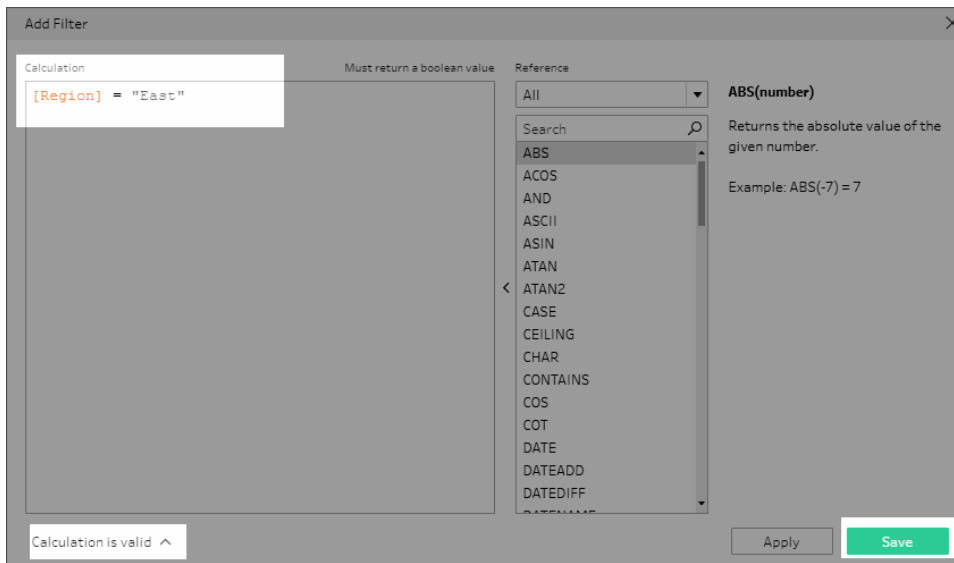 Add Filter
Calculation
Must return a boolean value
[Region] = "East"
Reference
All
Search
ABS
ACOS
AND
ASCII
ASIN
ATAN
ATAN2
CASE
CEILING
CHAR
CONTAINS
COS
COT
DATE
DATEADD
DATEDIFF
DATENAME
ABS(number)
Returns the absolute value of the
given number.
Example: ABS(-7) = 7
Calculation is valid
Apply
Save